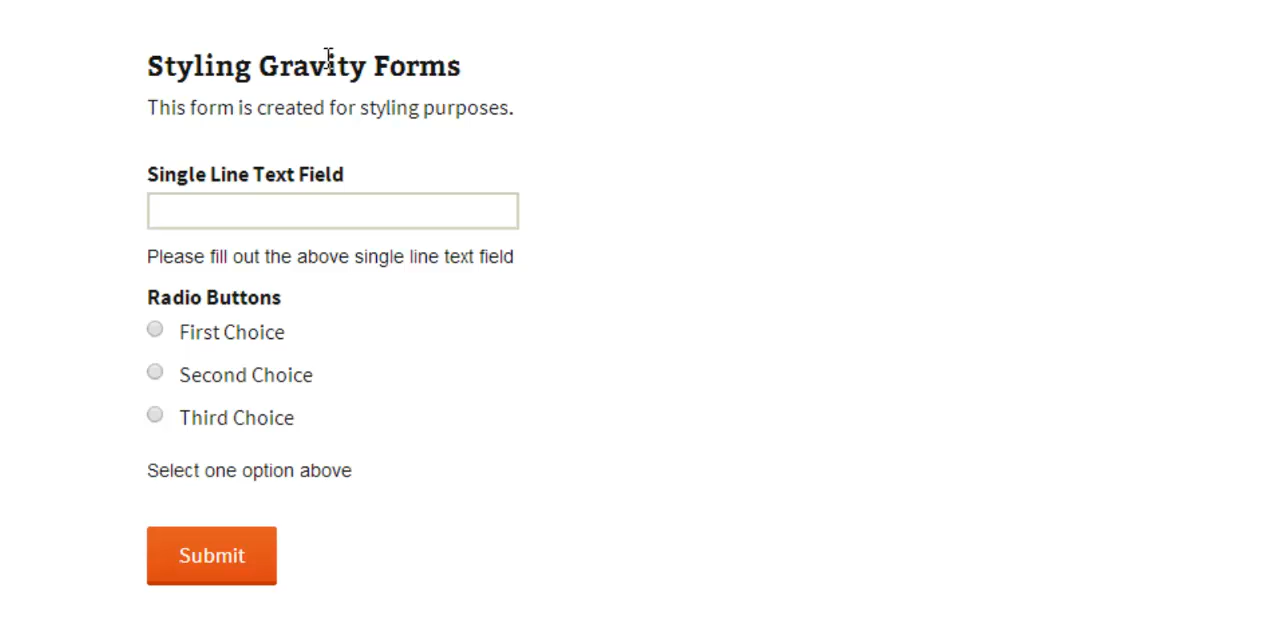 Styling Gravity Forms
This form is created for styling purposes.
Single Line Text Field
Please fill out the above single line text field
Radio Buttons
First Choice
Second Choice
Third Choice
Select one option above
Submit